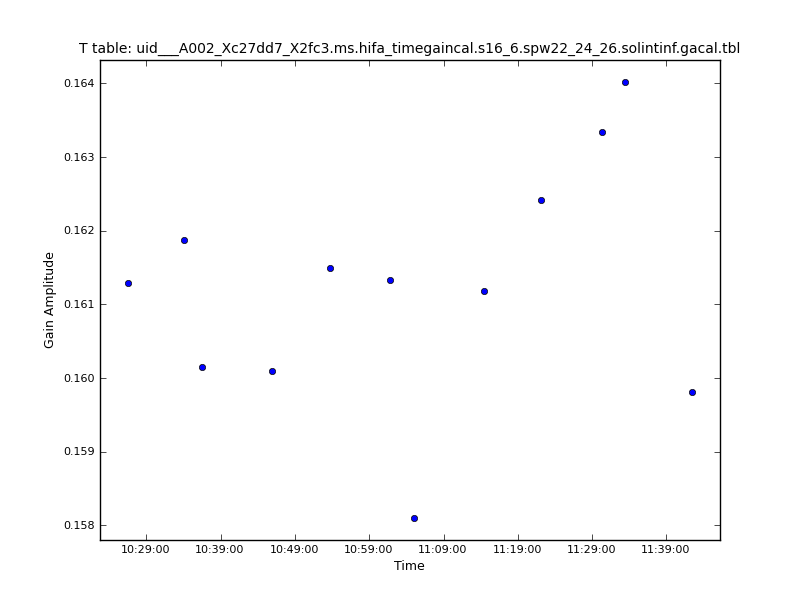 T table: uid___A002_Xc27dd7_X2fc3.ms.hifa_timegaincal.s16_6.spw22_24_26.solintinf.gacal.tbl
0.164
0.163
0.162
0.161
0.160
0.159
0.158
Gain Amplitude
10:29:00 10:39:00 10:49:00 10:59:00 11:09:00 11:19:00 11:29:00 11:39:00
Time